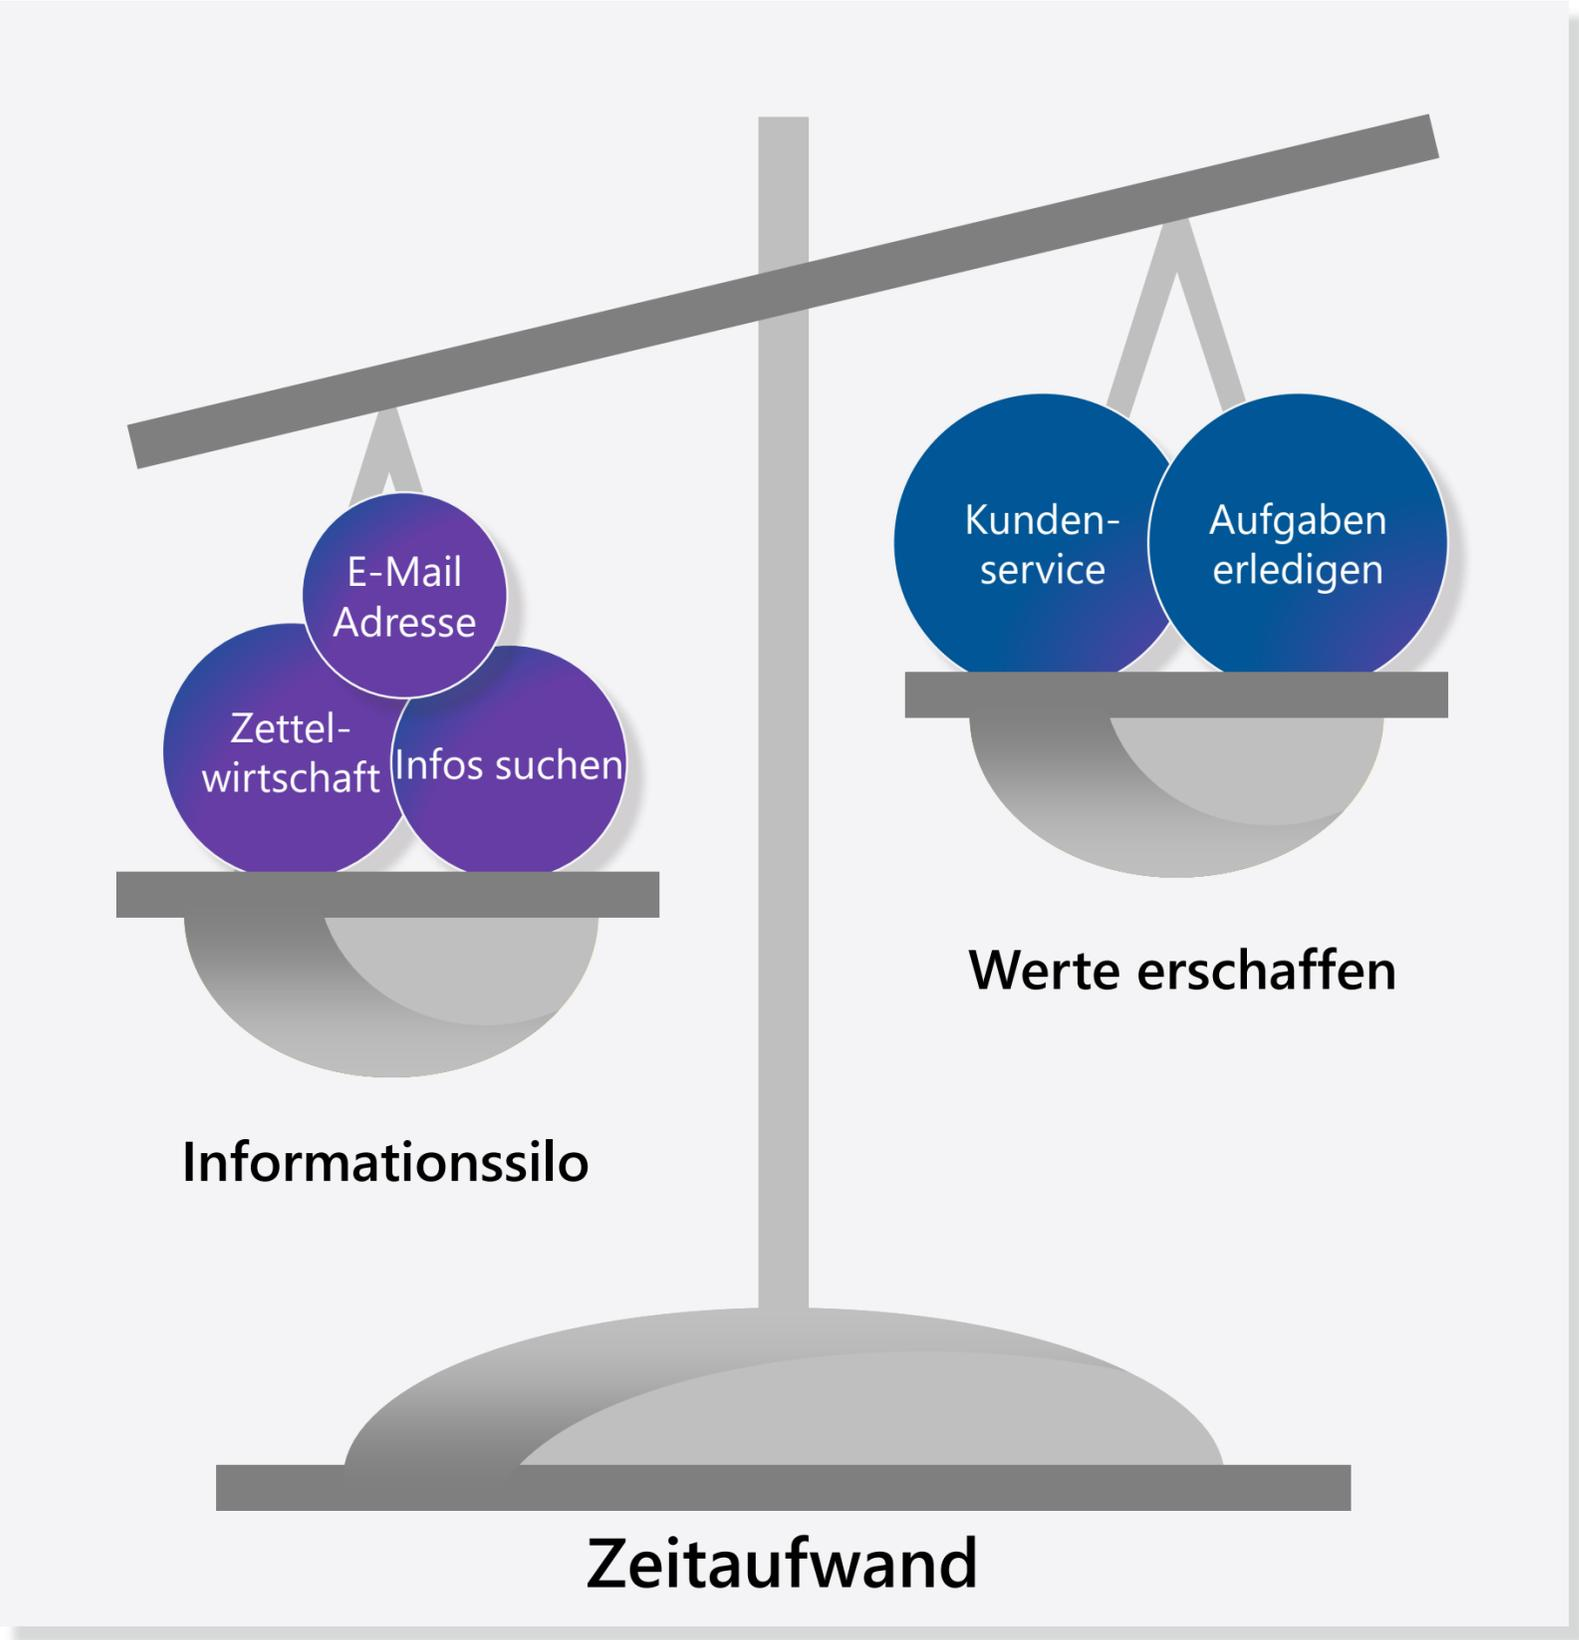 Kunden-
service
Aufgaben
erledigen
E-Mail
Adresse
Zettel-
wirtschaft
Infos suchen
Werte erschaffen
Informationssilo
Zeitaufwand